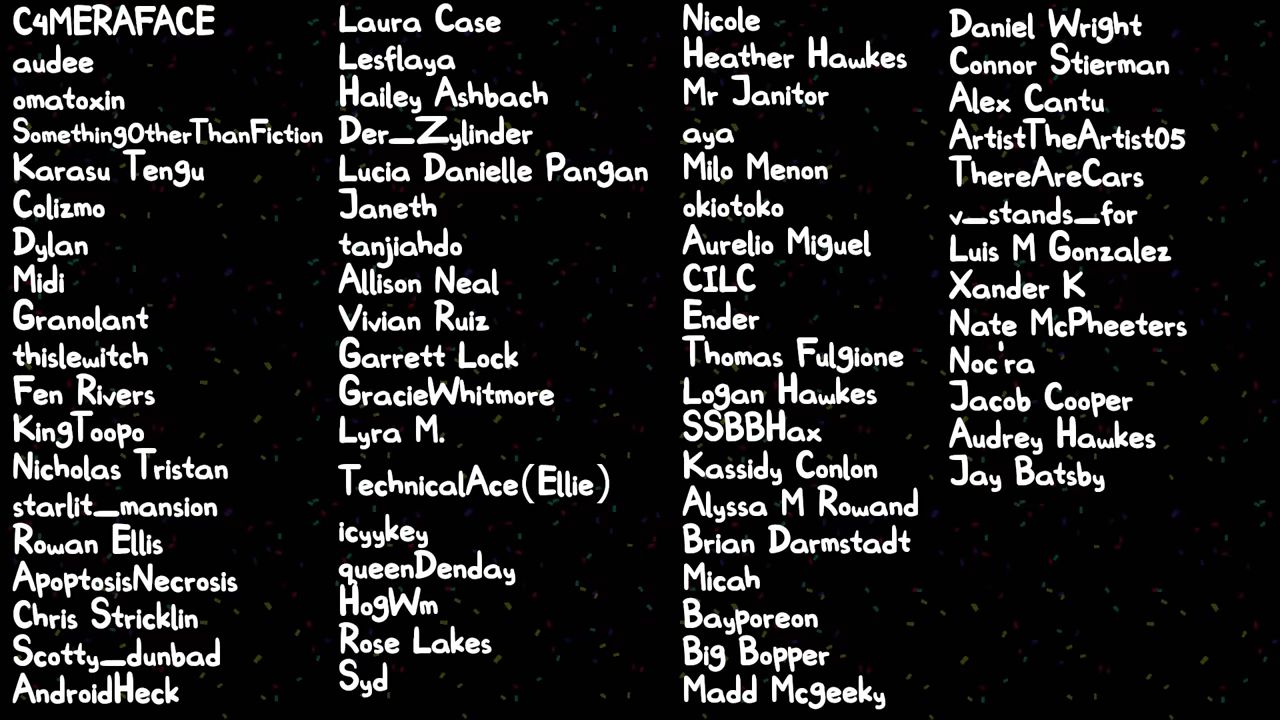 C4MERAFACE
audee
omatoxin
SomethingOtherThanFiction
Karasu Tengu
Colizmo
Dylan
Midi
Granolant
thislewitch
Fen Rivers
KingToopo
Nicholas Tristan
starlit_mansion
Rowan Ellis
ApoptosisNecrosis
Chris Stricklin
Scotty_dunbad
AndroidHeck
Laura Case
Lesflaya
Hailey Ashbach
Der_Zylinder
Lucia Danielle Pangan
Janeth
tanjiahdo
Allison Neal
Vivian Ruiz
Garrett Lock
GracieWhitmore
Lyra M.
TechnicalAce(Ellie)
icyykey
queenDenday
HogWm
Rose Lakes
Syd
Nicole
Heather Hawkes
Mr Janitor
aya
Milo Menon
okiotoko
Aurelio Miguel
CILC
Ender
Thomas Fulgione
Logan Hawkes
SSBBHax
Kassidy Conlon
Alyssa M Rowand
Brian Darmstadt
Micah
Bayporeon
Big Bopper
Madd Mcgeeky
Daniel Wright
Connor Stierman
Alex Cantu
ArtistTheArtist05
ThereAreCars
v_stands_for
Luis M Gonzalez
Xander K
Nate McPheeters
Noc'ra
Jacob Cooper
Audrey Hawkes
Jay Batsby